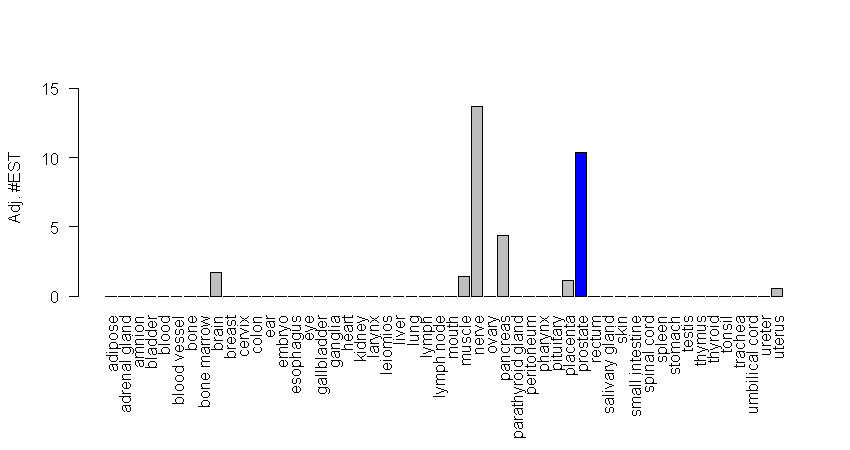 15
10
5
0
Adj. #EST
adipose
adrenal gland
amnion
bladder
blood
blood vessel
bone
bone marrow
brain
breast
cervix
colon
ear
embryo
esophagus
eye
gallbladder
ganglia
heart
kidney
larynx
leiomios
liver
lung
lymph
lymph node
mouth
muscle
nerve
ovary
pancreas
parathyroid gland
peritoneum
pharynx
pituitary
placenta
prostate
rectum
salivary gland
skin
small intestine
spinal cord
spleen
stomach
testis
thymus
thyroid
tonsil
trachea
umbilical cord
ureter
uterus